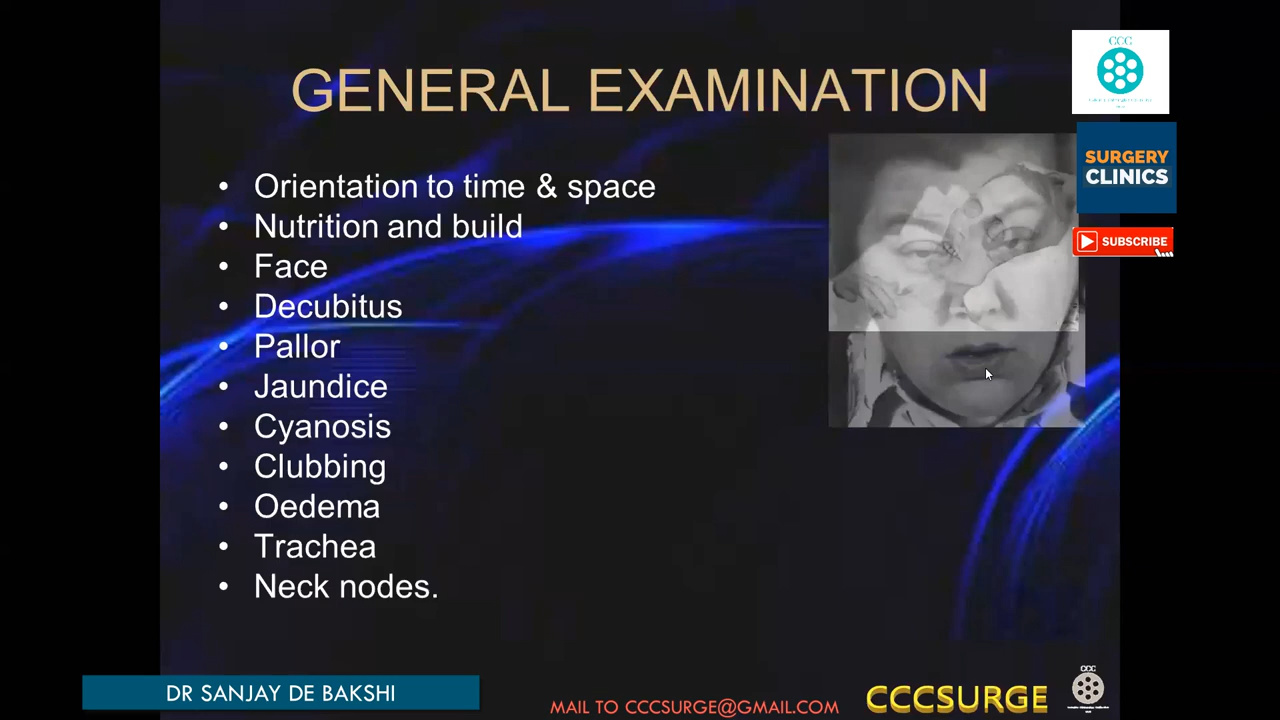 GENERAL EXAMINATION
• Orientation to time & space
• Nutrition and build
• Face
• Decubitus
• Pallor
• Jaundice
• Cyanosis
• Clubbing
• Oedema
• Trachea
• Neck nodes.
CCC
SURGERY
CLINICS
SUBSCRIBE
DR SANJAY DE BAKSHI
MAIL TO CCCSURGE@GMAIL.COM
CCCSURGE
CCC